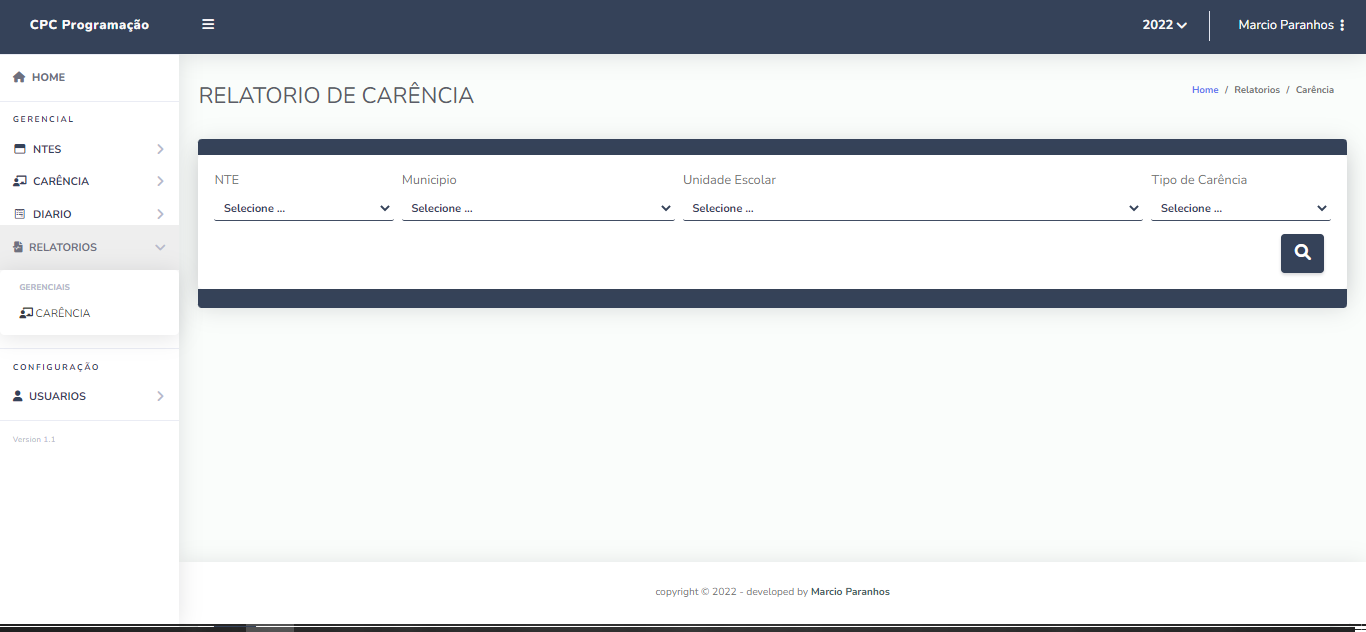 CPC Programação
2022
Marcio Paranhos
HOME
GERENCIAL
NTES
CARÊNCIA
DIARIO
RELATORIOS
GERENCIAIS
CARÊNCIA
CONFIGURAÇÃO
USUARIOS
Version 1.1
RELATORIO DE CARÊNCIA
Home / Relatorios / Carência
NTE Municipio Unidade Escolar Tipo de Carência
Selecione ... Selecione ... Selecione ... Selecione ...
copyright © 2022 - developed by Marcio Paranhos